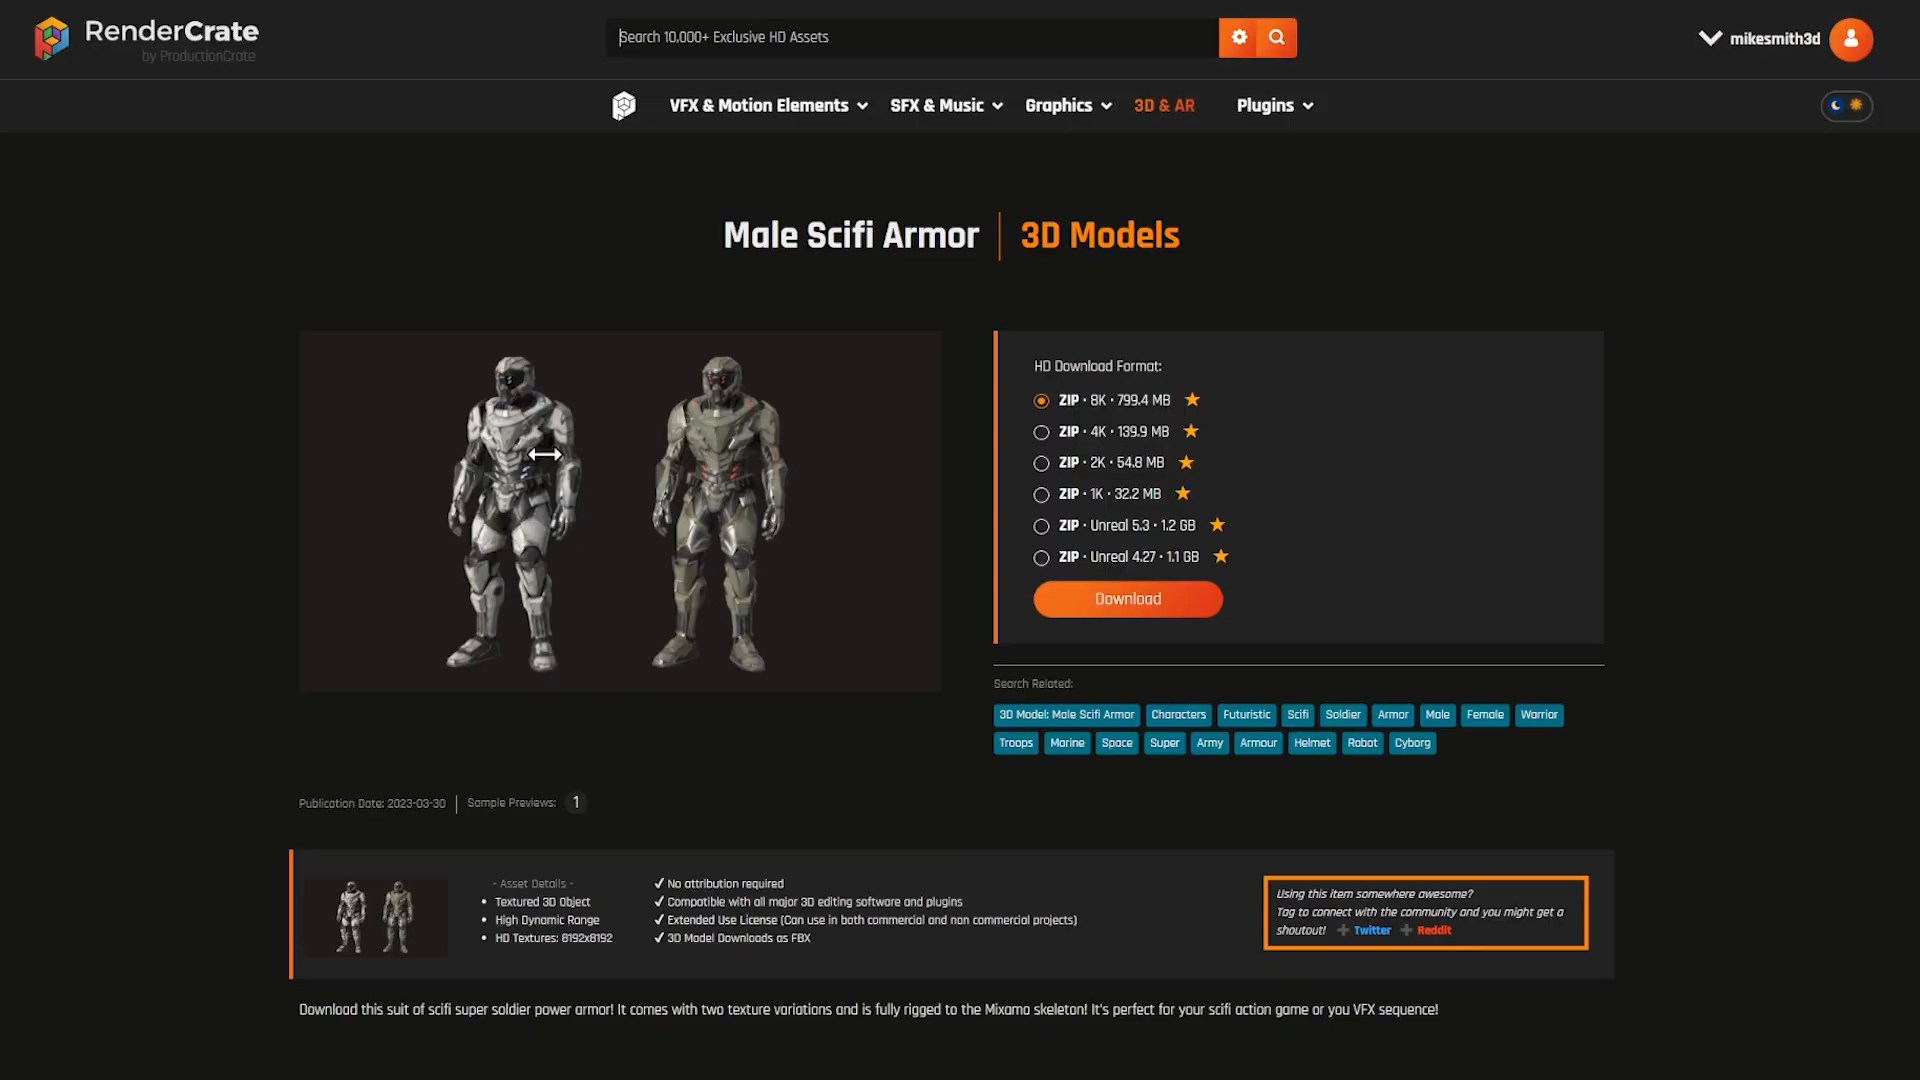 RenderCrate
by ProductionCrate
Search 10,000+ Exclusive HD Assets
mikesmith3d
VFX & Motion Elements
SFX & Music
Graphics
3D & AR
Plugins
Male Scifi Armor
3D Models
HD Download Format:
ZIP · 8K · 799.4 MB
ZIP · 4K · 139.9 MB
ZIP · 2K · 54.8 MB
ZIP · 1K · 32.2 MB
ZIP · Unreal 5.3 · 1.2 GB
ZIP · Unreal 4.27 · 1.1 GB
Download
Search Related:
3D Model: Male Scifi Armor Characters Futuristic Scifi Soldier Armor Male Female Warrior
Troops Marine Space Super Army Armour Helmet Robot Cyborg
Publication Date: 2023-03-30 | Sample Previews: 1
- Asset Details -
• Textured 3D Object
• High Dynamic Range
• HD Textures: 8192x8192
✓ No attribution required
✓ Compatible with all major 3D editing software and plugins
✓ Extended Use License (Can use in both commercial and non commercial projects)
✓ 3D Model Downloads as FBX
Using this item somewhere awesome?
Tag to connect with the community and you might get a
shoutout! Twitter Reddit
Download this suit of scifi super soldier power armor! It comes with two texture variations and is fully rigged to the Mixamo skeleton! It's perfect for your scifi action game or you VFX sequence!